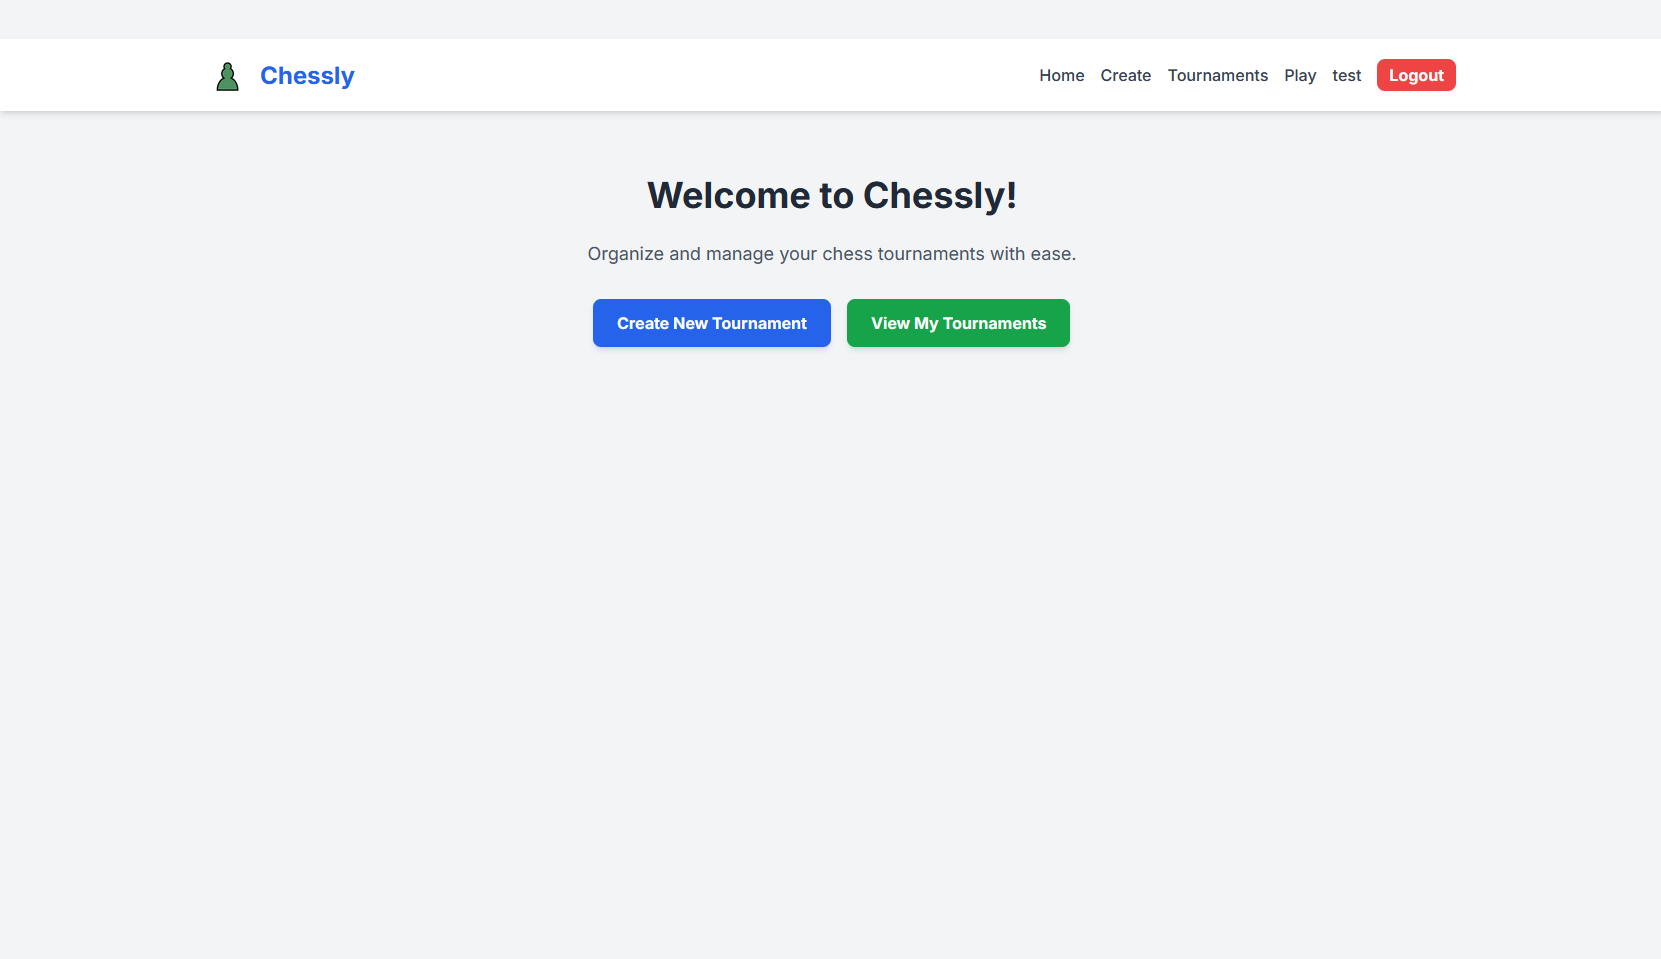 Chessly
Home Create Tournaments Play test Logout
Welcome to Chessly!
Organize and manage your chess tournaments with ease.
Create New Tournament View My Tournaments